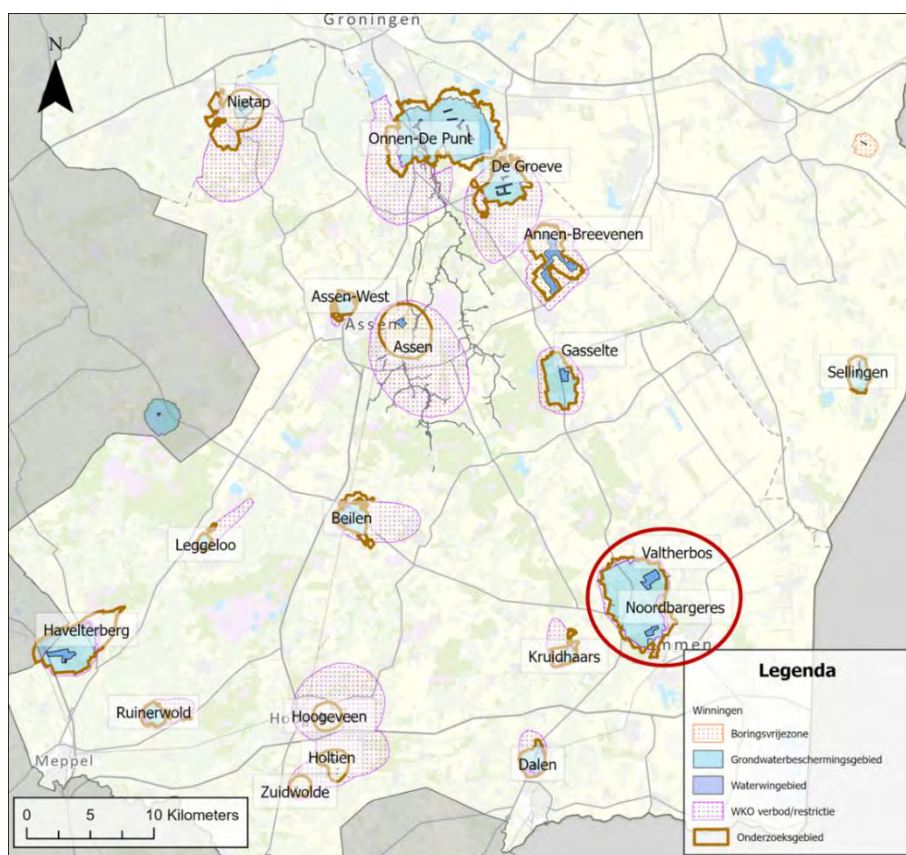 Groningen
N
Nietap
Onnen-De Punt
De Groeve
Annen-Breevenen
Assen-West
Assen
Assen
Gasselte
Sellingen
Beilen
Leggeloo
Valtherbos
Noordbargeres
Havelterberg
Kruidhaars
mmen
Ruinerwold
Ho
Hoogeveen
Meppel
Holtien
Dalen
Zuidwolde
0 5 10 Kilometers
Legenda
Winningen
Boringsvrijezone
Grondwaterbeschermingsgebied
Waterwingebied
WKO verbod/restrictie
Onderzoeksgebied